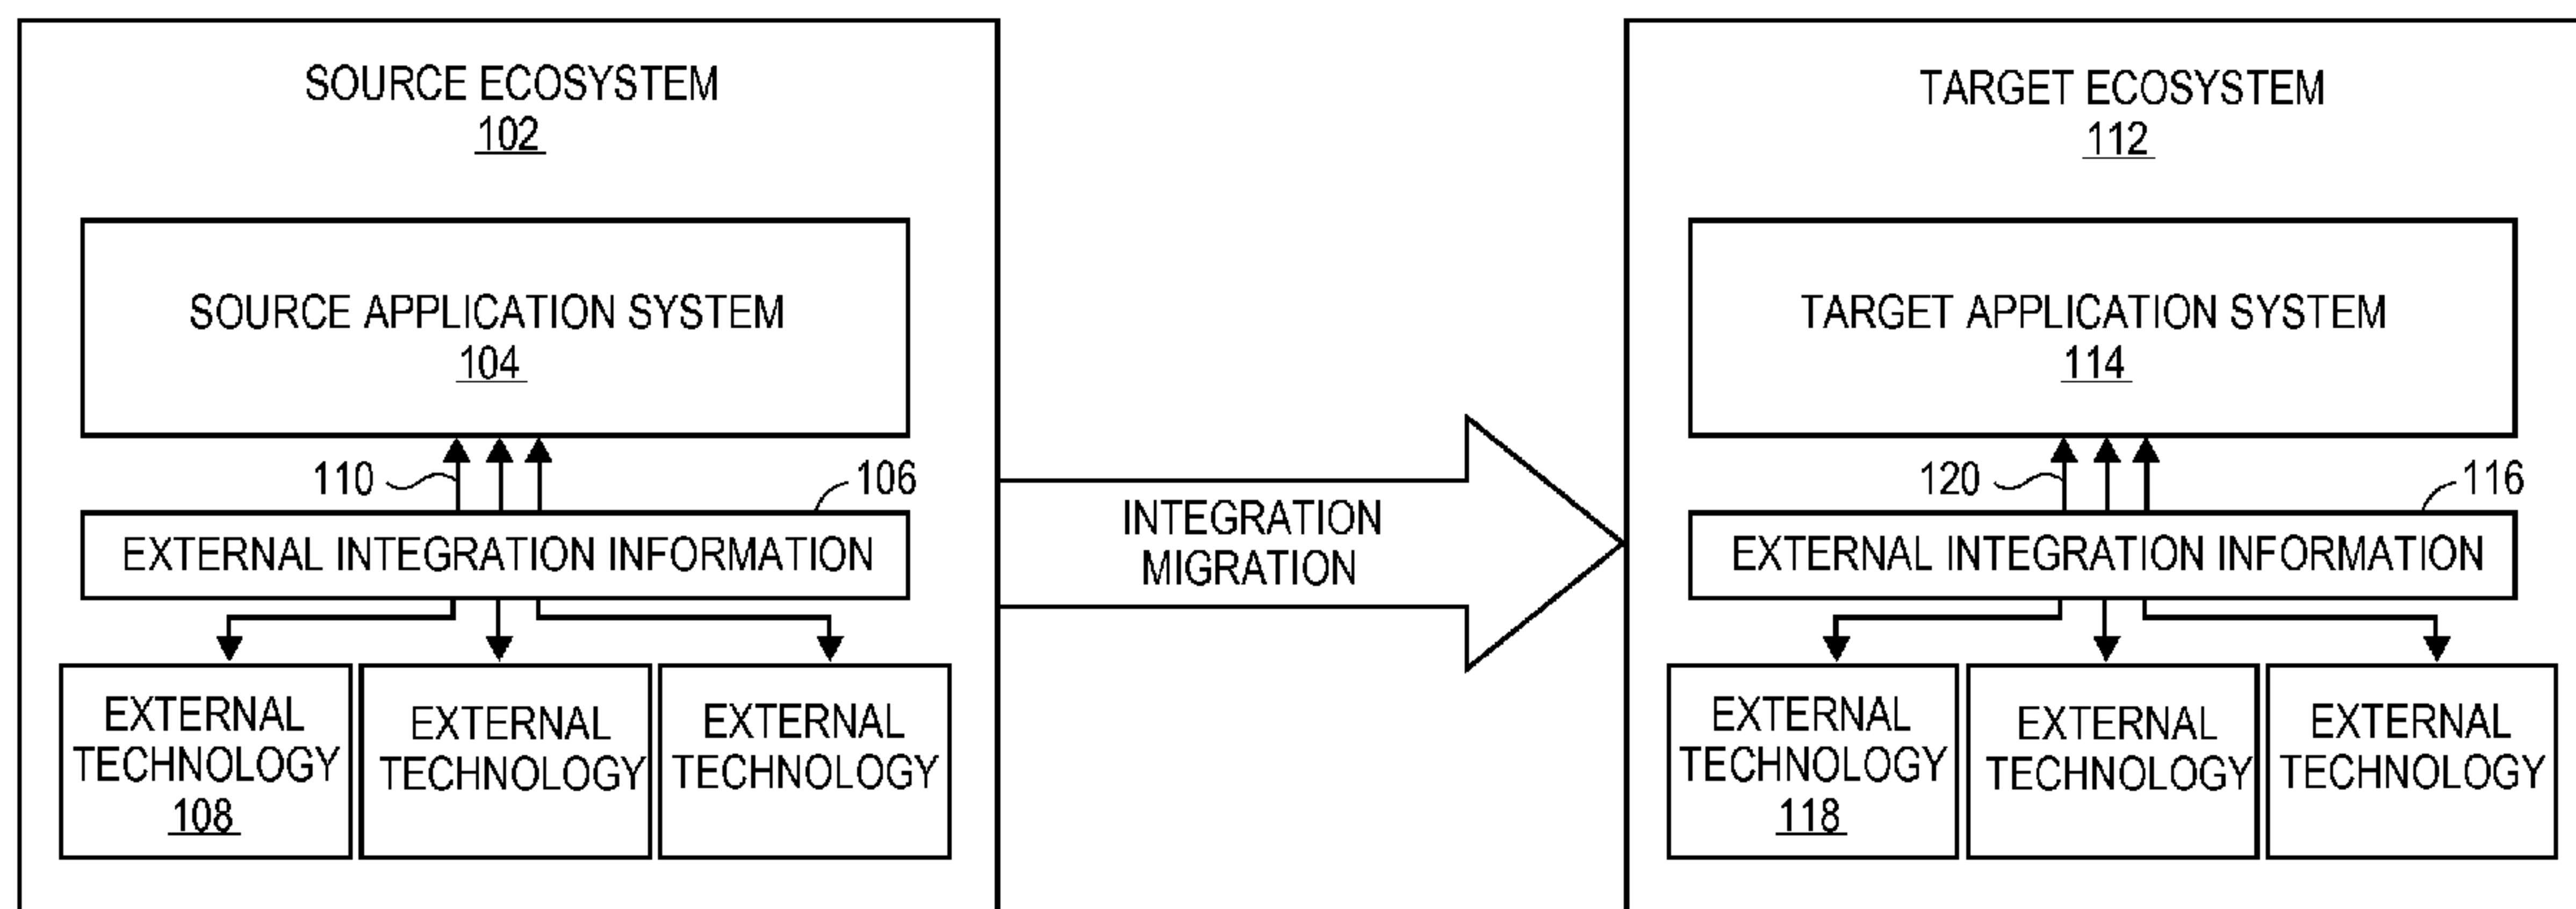 SOURCE ECOSYSTEM
102
SOURCE APPLICATION SYSTEM
104
110
106
EXTERNAL INTEGRATION INFORMATION
EXTERNAL
TECHNOLOGY
108
EXTERNAL
TECHNOLOGY
EXTERNAL
TECHNOLOGY
INTEGRATION
MIGRATION
TARGET ECOSYSTEM
112
TARGET APPLICATION SYSTEM
114
120
116
EXTERNAL INTEGRATION INFORMATION
EXTERNAL
TECHNOLOGY
118
EXTERNAL
TECHNOLOGY
EXTERNAL
TECHNOLOGY